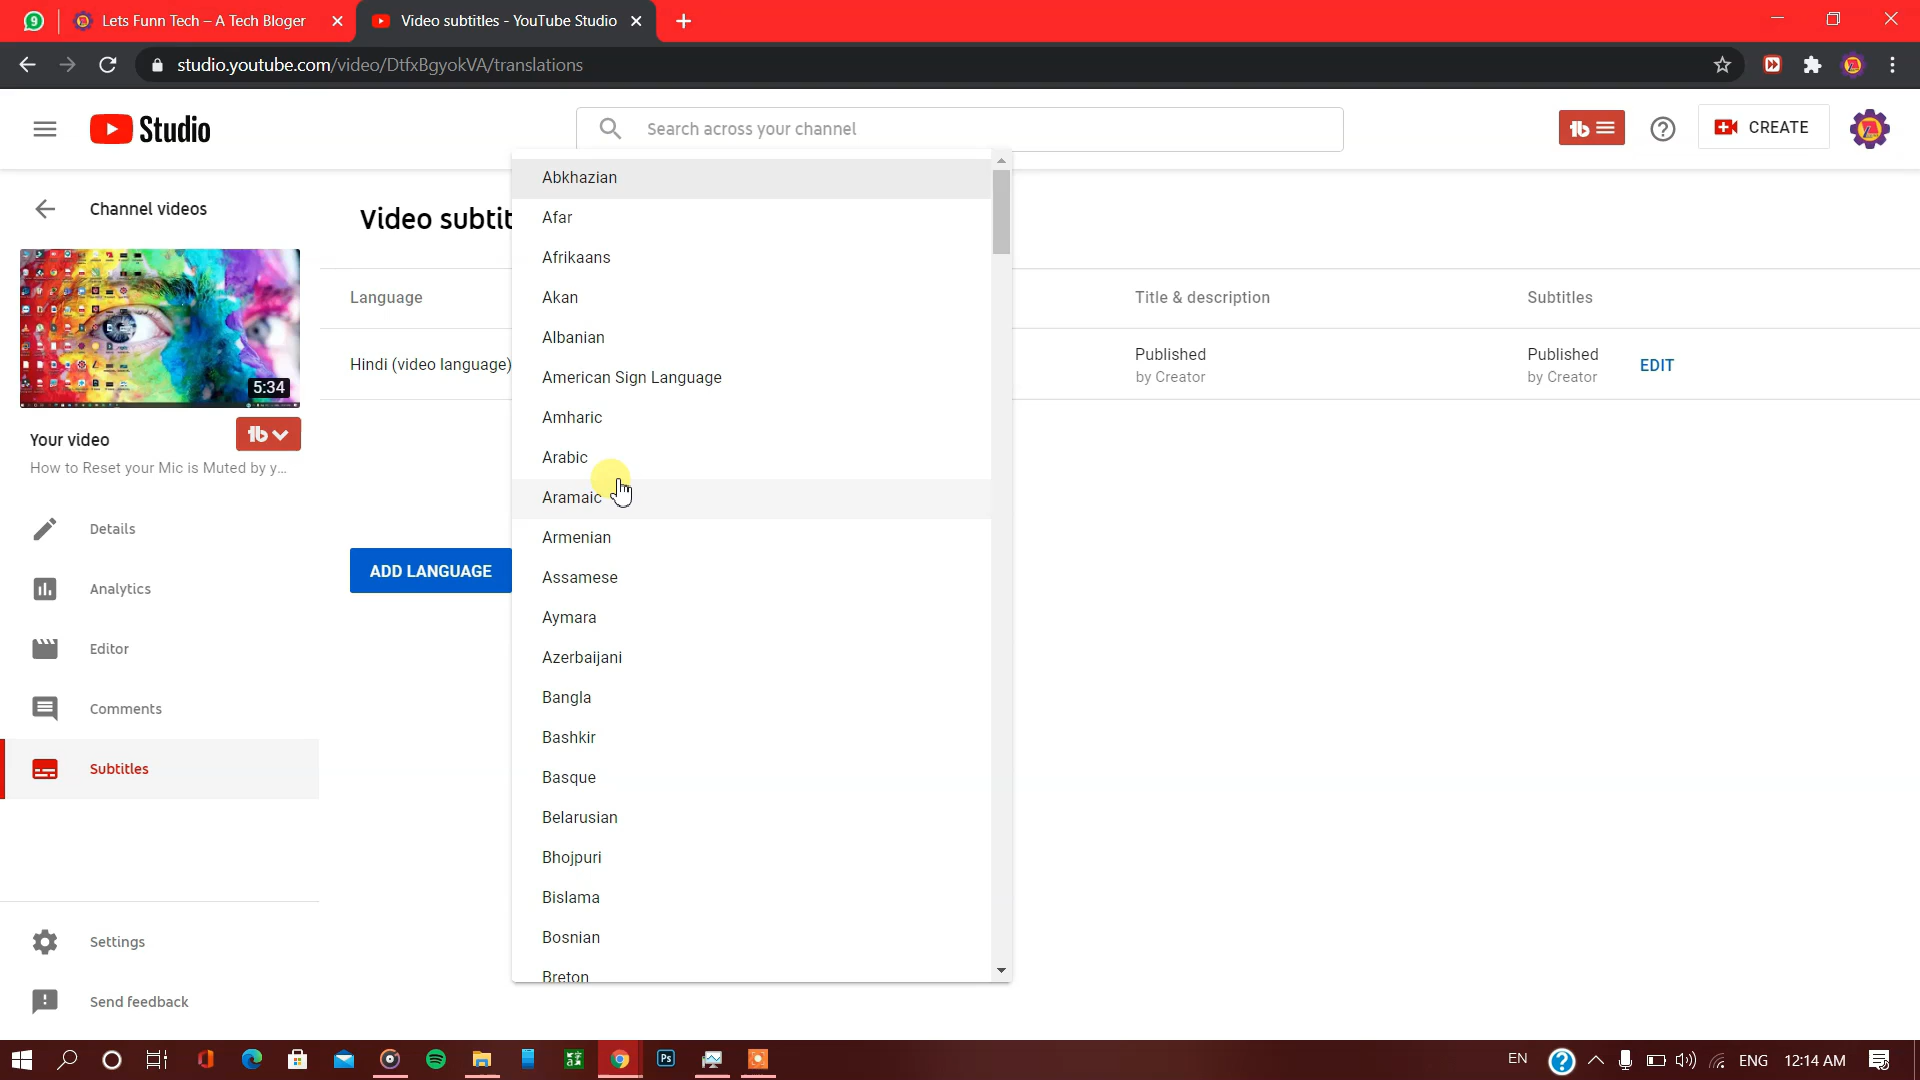 9
Lets Funn Tech – A Tech Bloger
Video subtitles - YouTube Studio
studio.youtube.com/video/DtfxBgyokVA/translations
Studio
Search across your channel
CREATE
Channel videos
5:34
Your video
How to Reset your Mic is Muted by y...
Details
Analytics
Editor
Comments
Subtitles
Settings
Send feedback
Video subtit
Language
Title & description
Subtitles
Hindi (video language)
Published
by Creator
Published
by Creator
EDIT
ADD LANGUAGE
Abkhazian
Afar
Afrikaans
Akan
Albanian
American Sign Language
Amharic
Arabic
Aramaic
Armenian
Assamese
Aymara
Azerbaijani
Bangla
Bashkir
Basque
Belarusian
Bhojpuri
Bislama
Bosnian
Breton
Ps
EN
ENG
12:14 AM